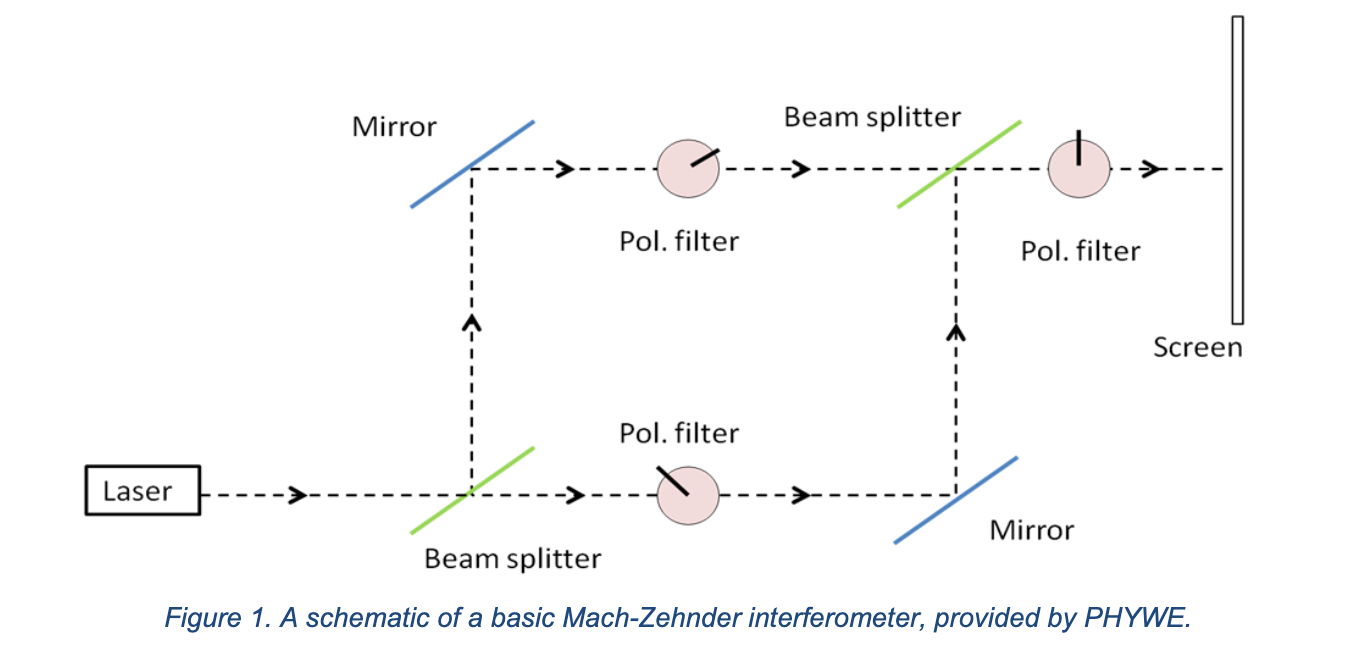 Mirror
Beam splitter
Pol. filter
Pol. filter
Screen
Pol. filter
Laser
Mirror
Beam splitter
Figure 1. A schematic of a basic Mach-Zehnder interferometer, provided by PHYWE.